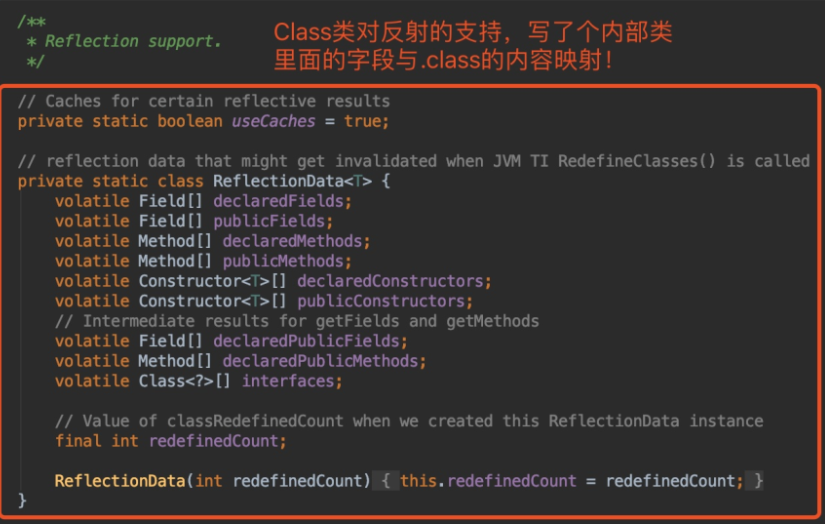 /**
 * Reflection support.
 */
Class类对反射的支持，写了个内部类
里面的字段与.class的内容映射！
// Caches for certain reflective results
private static boolean useCaches = true;
// reflection data that might get invalidated when JVM TI RedefineClasses() is called
private static class ReflectionData<T> {
    volatile Field[] declaredFields;
    volatile Field[] publicFields;
    volatile Method[] declaredMethods;
    volatile Method[] publicMethods;
    volatile Constructor<T>[] declaredConstructors;
    volatile Constructor<T>[] publicConstructors;
    // Intermediate results for getFields and getMethods
    volatile Field[] declaredPublicFields;
    volatile Method[] declaredPublicMethods;
    volatile Class<?>[] interfaces;
    // Value of classRedefinedCount when we created this ReflectionData instance
    final int redefinedCount;
    ReflectionData(int redefinedCount) { this.redefinedCount = redefinedCount; }
}